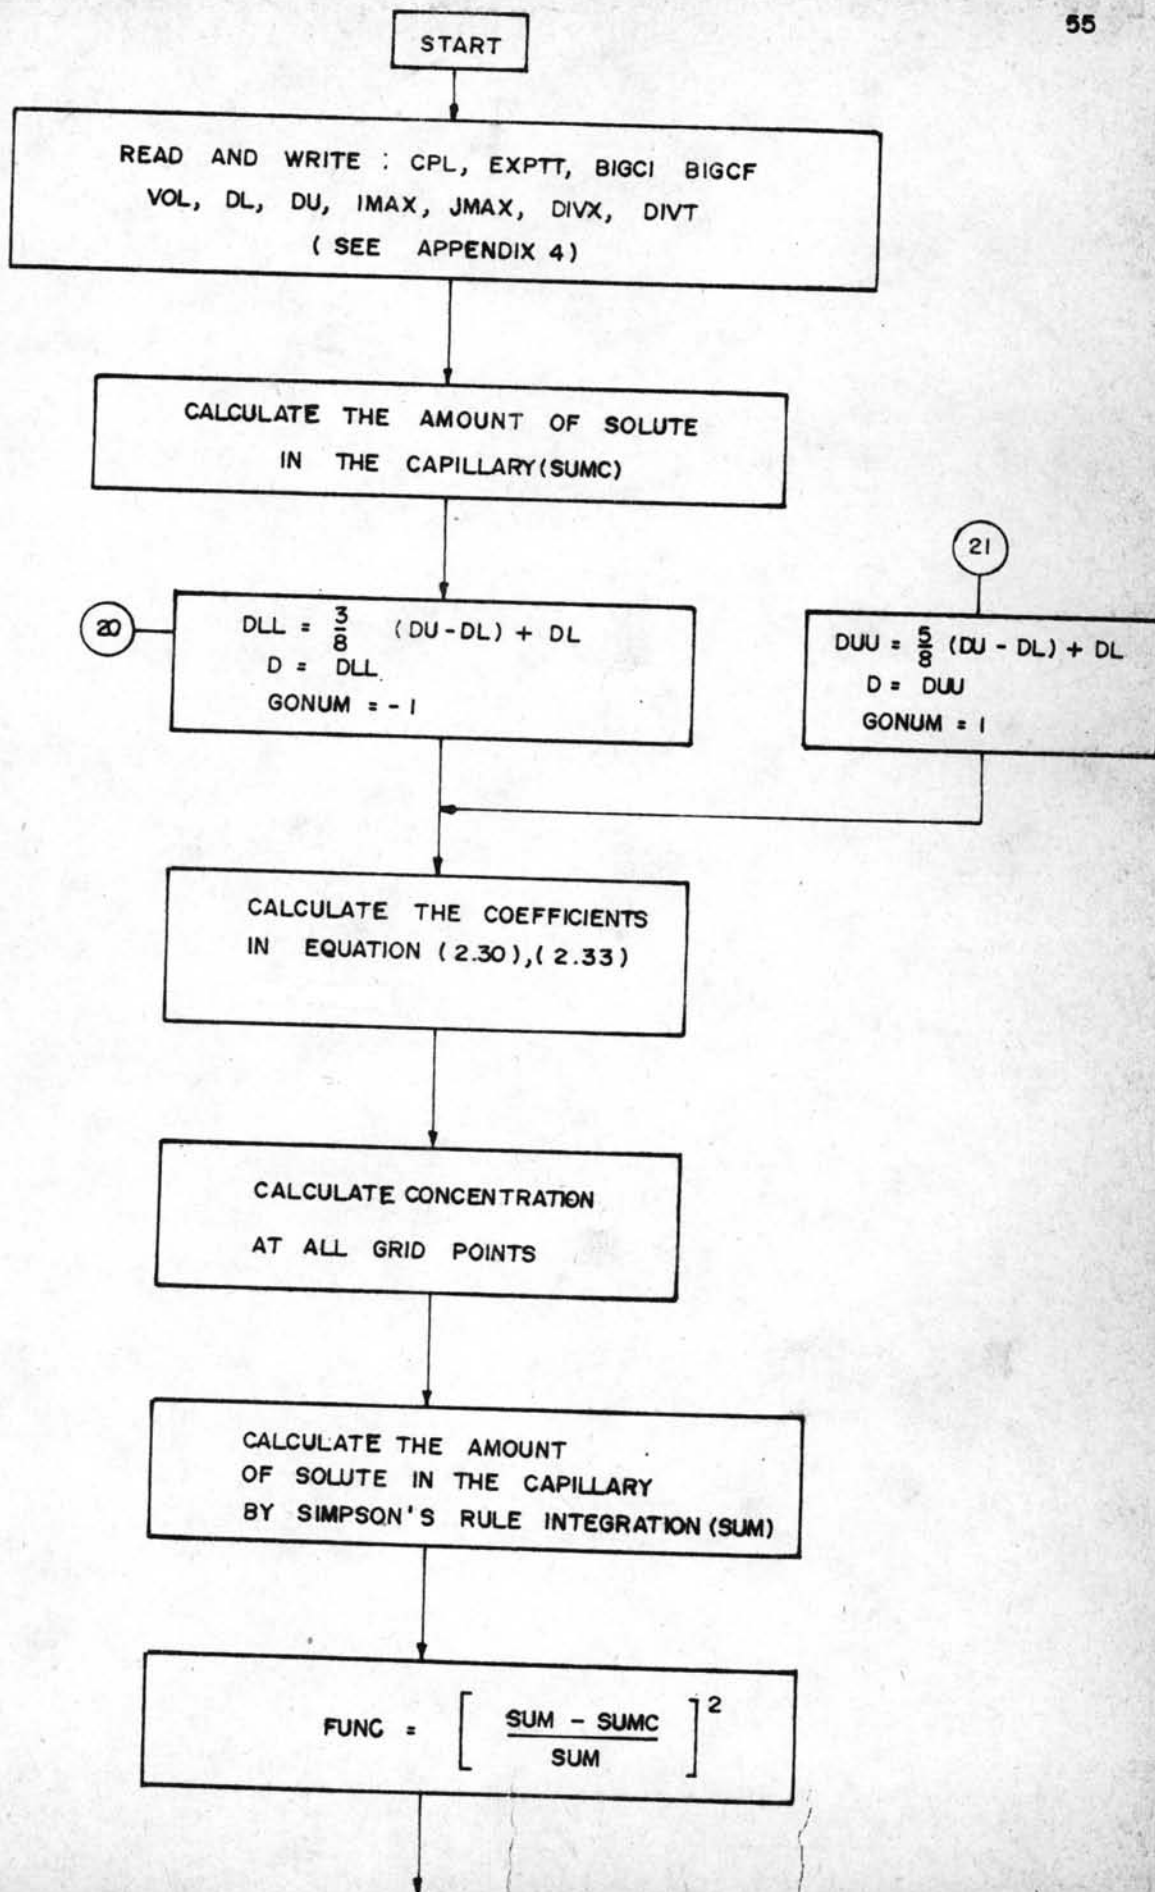 55
START
READ AND WRITE : CPL, EXPTT, BIGCI BIGCF
VOL, DL, DU, IMAX, JMAX, DIVX, DIVT
( SEE APPENDIX 4 )
CALCULATE THE AMOUNT OF SOLUTE
IN THE CAPILLARY(SUMC)
21
20
DLL = 3/8 (DU-DL) + DL
D = DLL
GONUM = - 1
DUU = 5/8 (DU - DL) + DL
D = DUU
GONUM = 1
CALCULATE THE COEFFICIENTS
IN EQUATION (2.30),(2.33)
CALCULATE CONCENTRATION
AT ALL GRID POINTS
CALCULATE THE AMOUNT
OF SOLUTE IN THE CAPILLARY
BY SIMPSON'S RULE INTEGRATION (SUM)
FUNC = [ SUM - SUMC / SUM ] 2